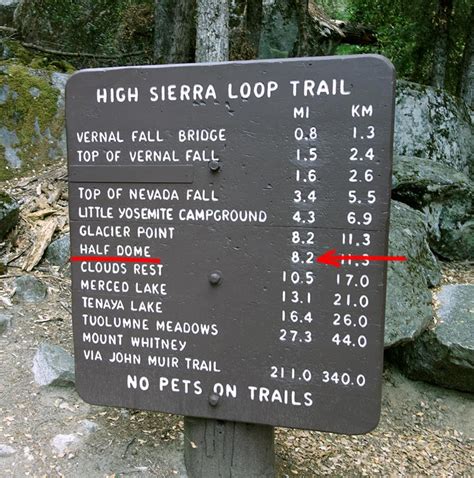 HIGH SIERRA LOOP TRAIL
MI KM
VERNAL FALL BRIDGE 0.8 1.3
TOP OF VERNAL FALL 1.5 2.4
1.6 2.6
TOP OF NEVADA FALL 3.4 5.5
LITTLE YOSEMITE CAMPGROUND 4.3 6.9
GLACIER POINT 8.2 11.3
HALF DOME 8.2 11.3
CLOUDS REST 10.5 17.0
MERCED LAKE 13.1 21.0
TENAYA LAKE 16.4 26.0
TUOLUMNE MEADOWS 27.3 44.0
MOUNT WHITNEY
VIA JOHN MUIR TRAIL 211.0 340.0
NO PETS ON TRAILS